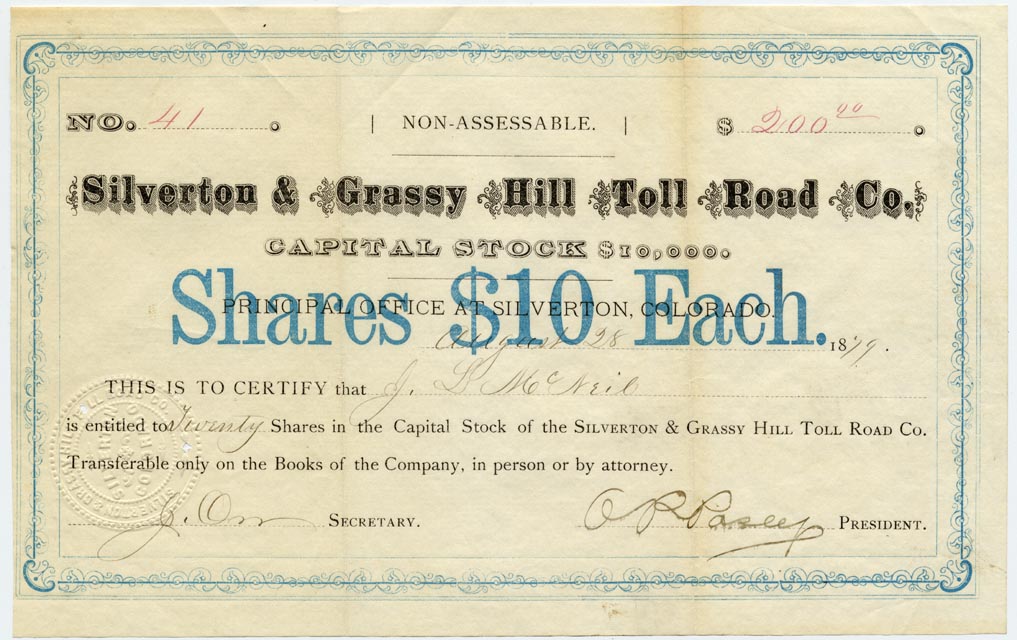 NO. 41. | NON-ASSESSABLE. | $ 200 00.
Silverton & Grassy Hill Toll Road Co.
CAPITAL STOCK $10,000.
PRINCIPAL OFFICE AT SILVERTON, COLORADO.
Shares $10 Each.
August 28 1879.
THIS IS TO CERTIFY that J. L. McNeil
is entitled to Twenty Shares in the Capital Stock of the SILVERTON & GRASSY HILL TOLL ROAD CO.
Transferable only on the Books of the Company, in person or by attorney.
J. Orr SECRETARY. PRESIDENT.